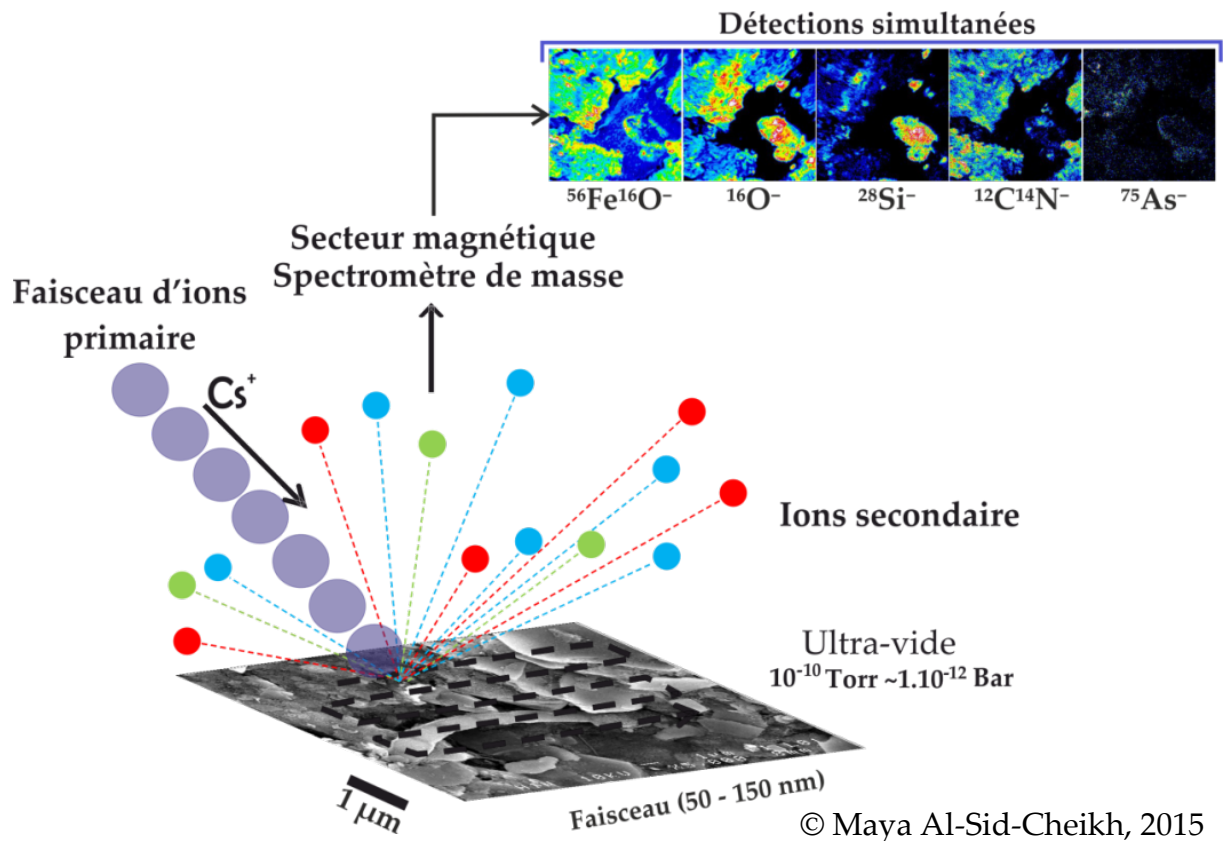 Détections simultanées
⁵⁶Fe¹⁶O⁻ ¹⁶O⁻ ²⁸Si⁻ ¹²C¹⁴N⁻ ⁷⁵As⁻
Secteur magnétique
Spectromètre de masse
Faisceau d'ions
primaire
Cs⁺
Ions secondaire
Ultra-vide
10⁻¹⁰ Torr ~1.10⁻¹² Bar
1 µm
Faisceau (50 - 150 nm)
© Maya Al-Sid-Cheikh, 2015